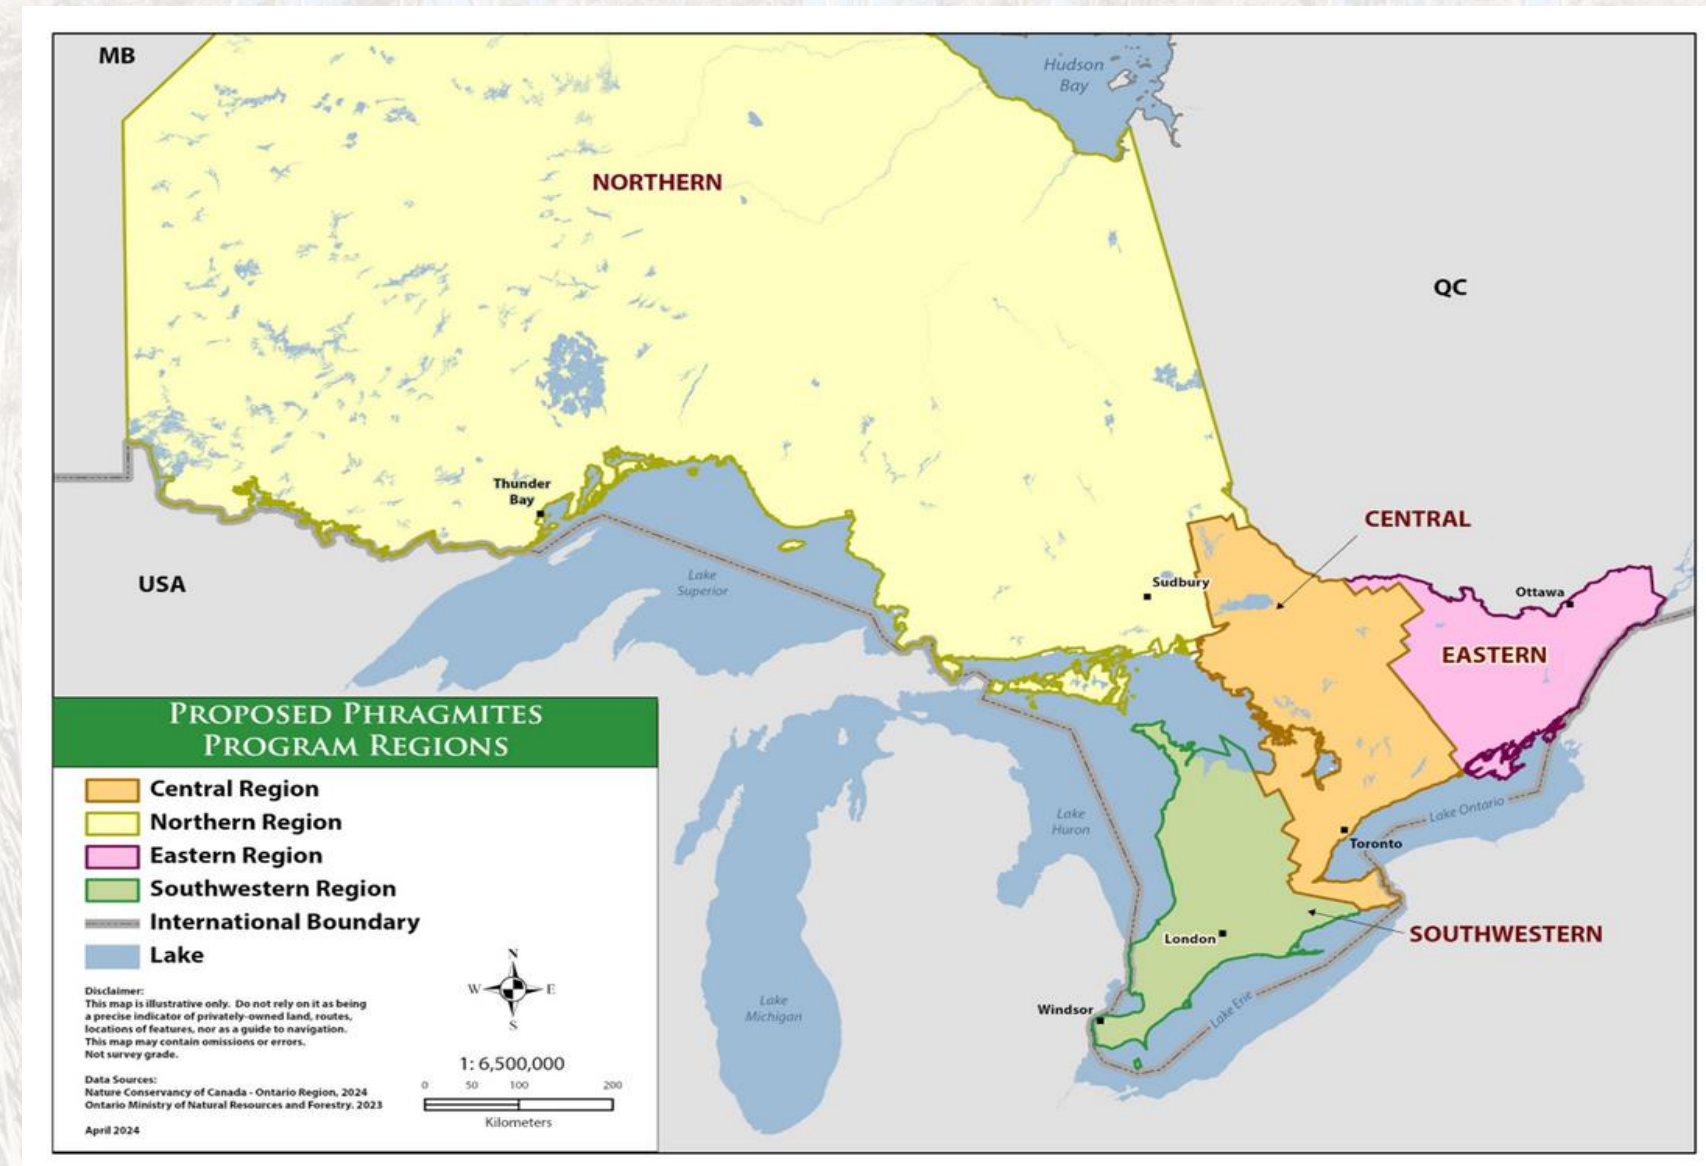 MB
Hudson
Bay
NORTHERN
QC
Thunder
Bay
CENTRAL
USA
Lake
Superior
Sudbury
Ottawa
EASTERN
PROPOSED PHRAGMITES
PROGRAM REGIONS
Central Region
Northern Region
Eastern Region
Southwestern Region
International Boundary
Lake
Lake
Huron
Lake Ontario
Toronto
London
SOUTHWESTERN
Windsor
Lake Erie
Lake
Michigan
N
W E
S
Disclaimer:
This map is illustrative only. Do not rely on it as being
a precise indicator of privately-owned land, routes,
locations of features, nor as a guide to navigation.
This map may contain omissions or errors.
Not survey grade.
Data Sources:
Nature Conservancy of Canada - Ontario Region, 2024
Ontario Ministry of Natural Resources and Forestry. 2023
April 2024
1: 6,500,000
0 50 100 200
Kilometers